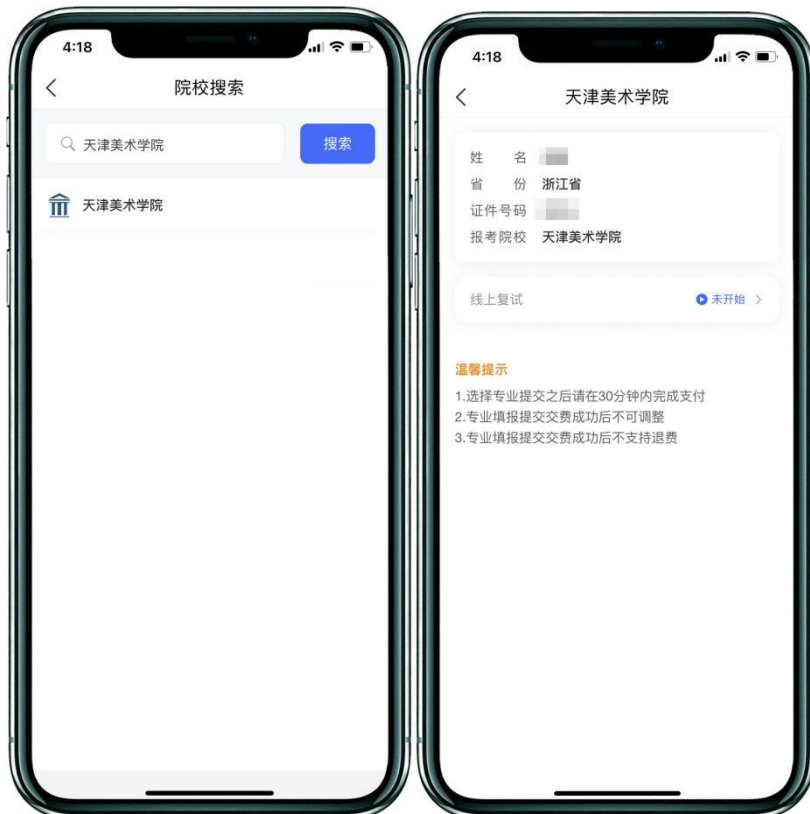 4:18
院校搜索
天津美术学院
搜索
天津美术学院
4:18
天津美术学院
姓 名
省 份 浙江省
证件号码
报考院校 天津美术学院
线上复试 未开始
温馨提示
1.选择专业提交之后请在30分钟内完成支付
2.专业填报提交交费成功后不可调整
3.专业填报提交交费成功后不支持退费